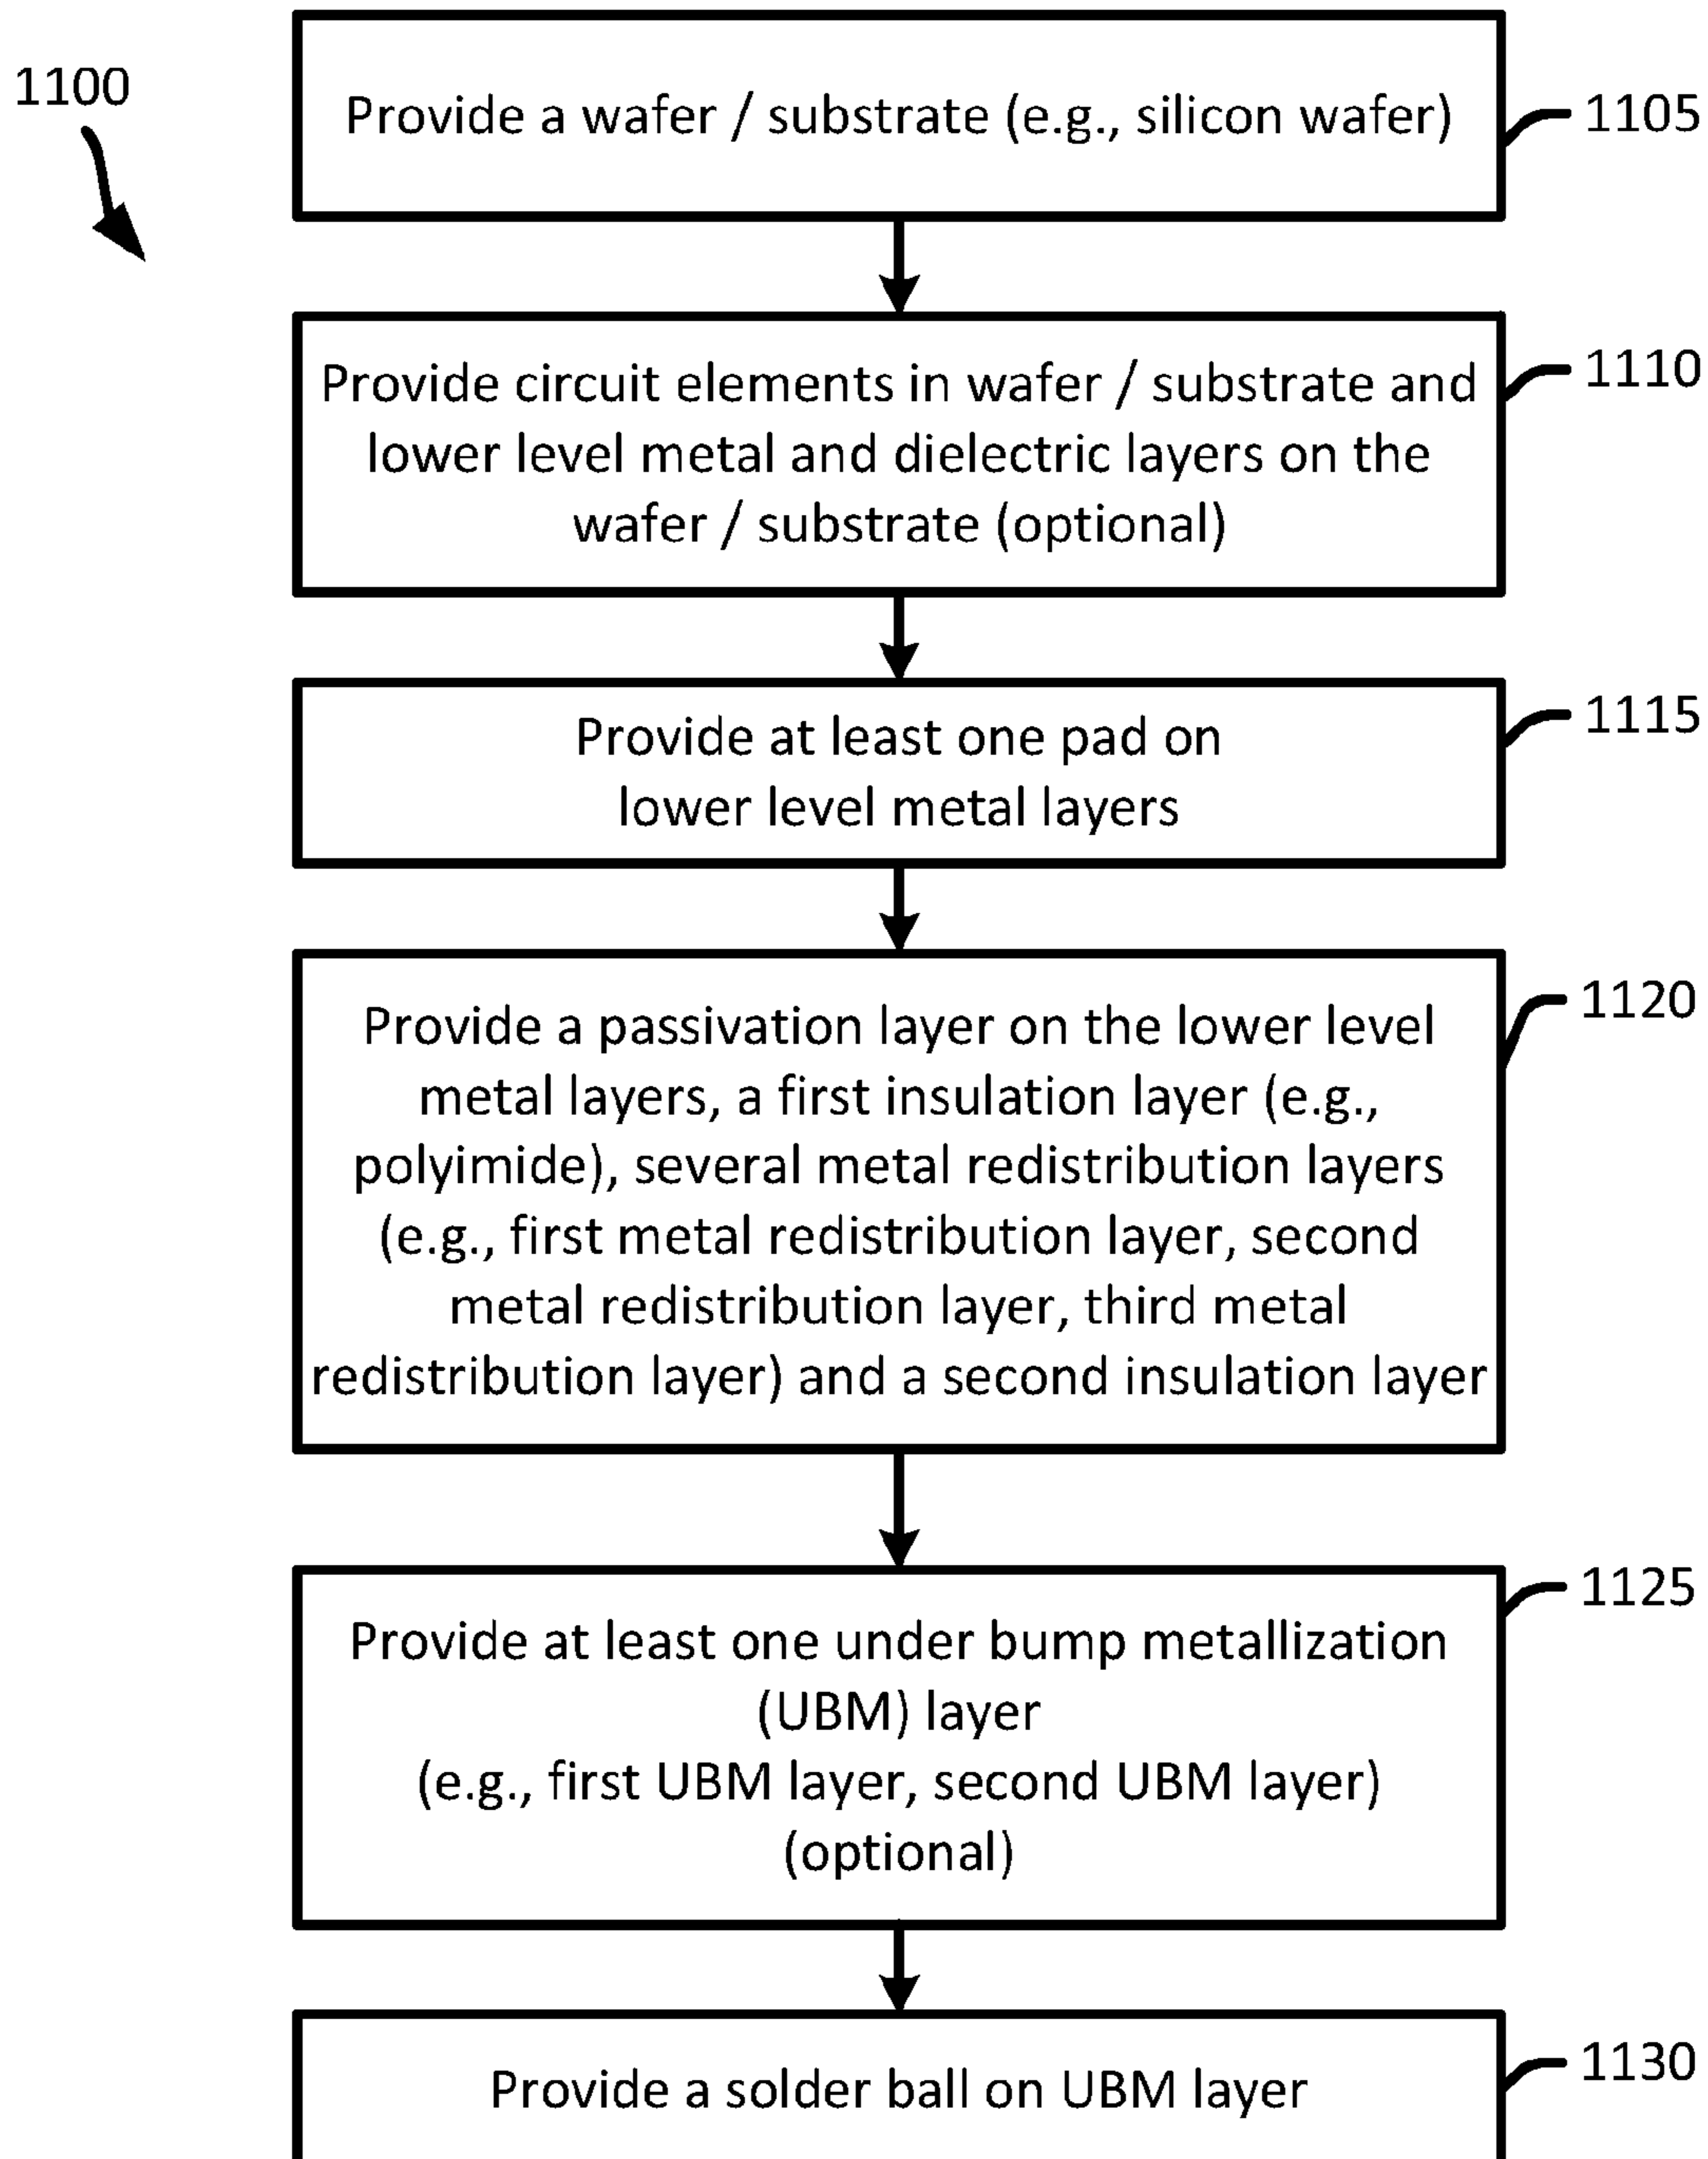 1100
Provide a wafer / substrate (e.g., silicon wafer)
1105
Provide circuit elements in wafer / substrate and
lower level metal and dielectric layers on the
wafer / substrate (optional)
1110
Provide at least one pad on
lower level metal layers
1115
Provide a passivation layer on the lower level
metal layers, a first insulation layer (e.g.,
polyimide), several metal redistribution layers
(e.g., first metal redistribution layer, second
metal redistribution layer, third metal
redistribution layer) and a second insulation layer
1120
Provide at least one under bump metallization
(UBM) layer
(e.g., first UBM layer, second UBM layer)
(optional)
1125
Provide a solder ball on UBM layer
1130